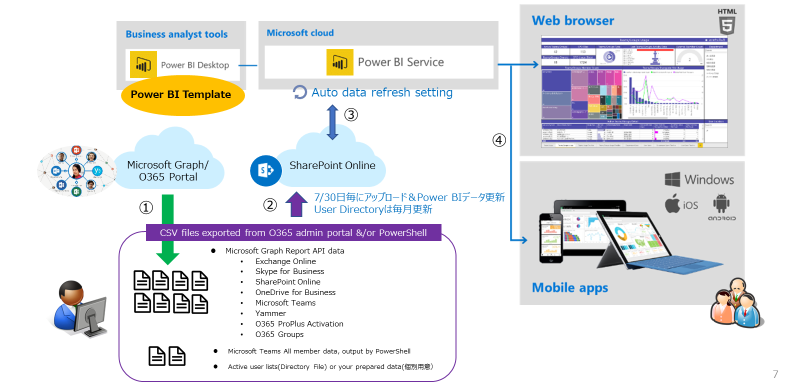 Business analyst tools
Power BI Desktop
Power BI Template
Microsoft cloud
Power BI Service
Auto data refresh setting
③
Microsoft Graph/
O365 Portal
SharePoint Online
①
②
7/30日毎にアップロード＆Power BIデータ更新
User Directoryは毎月更新
CSV files exported from O365 admin portal &/or PowerShell
● Microsoft Graph Report API data
• Exchange Online
• Skype for Business
• SharePoint Online
• OneDrive for Business
• Microsoft Teams
• Yammer
• O365 ProPlus Activation
• O365 Groups
● Microsoft Teams All member data, output by PowerShell
● Active user lists(Directory File) or your prepared data(個別用意)
④
Web browser
HTML
5
Windows
iOS
ANDROID
Mobile apps
7